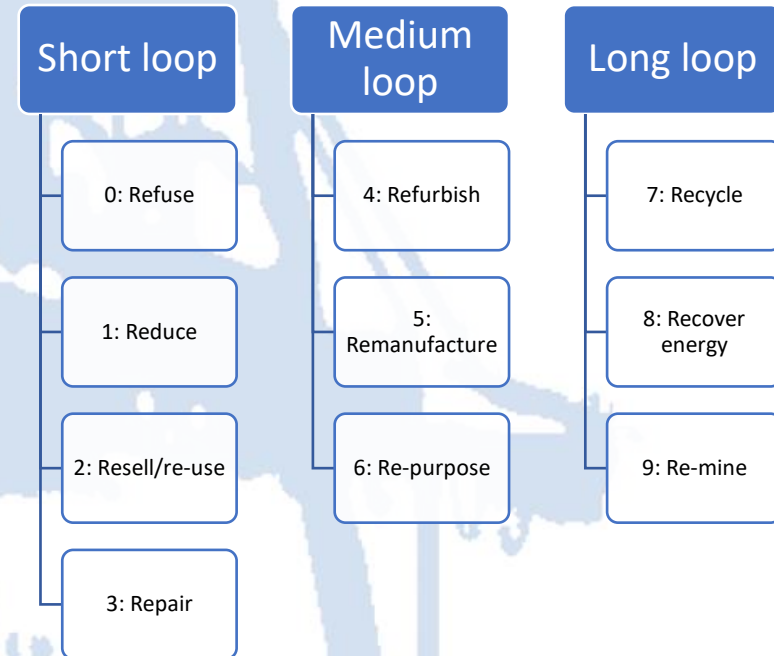 Short loop
0: Refuse
1: Reduce
2: Resell/re-use
3: Repair
Medium
loop
4: Refurbish
5:
Remanufacture
6: Re-purpose
Long loop
7: Recycle
8: Recover
energy
9: Re-mine